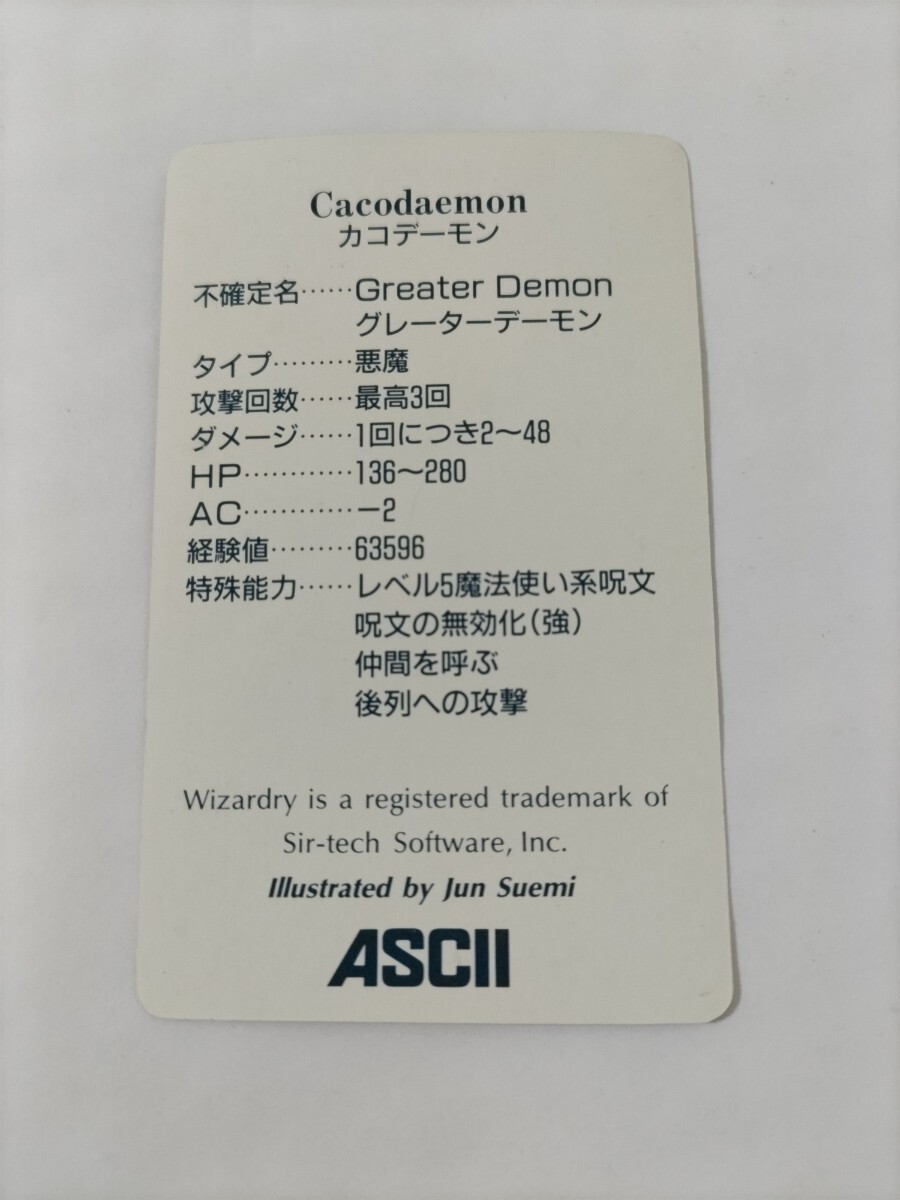 Cacodaemon
カコデーモン
不確定名……Greater Demon
グレーターデーモン
タイプ………悪魔
攻撃回数……最高3回
ダメージ……1回につき2〜48
HP…………136〜280
AC…………−2
経験値………63596
特殊能力……レベル5魔法使い系呪文
呪文の無効化(強)
仲間を呼ぶ
後列への攻撃
Wizardry is a registered trademark of
Sir-tech Software, Inc.
Illustrated by Jun Suemi
ASCII